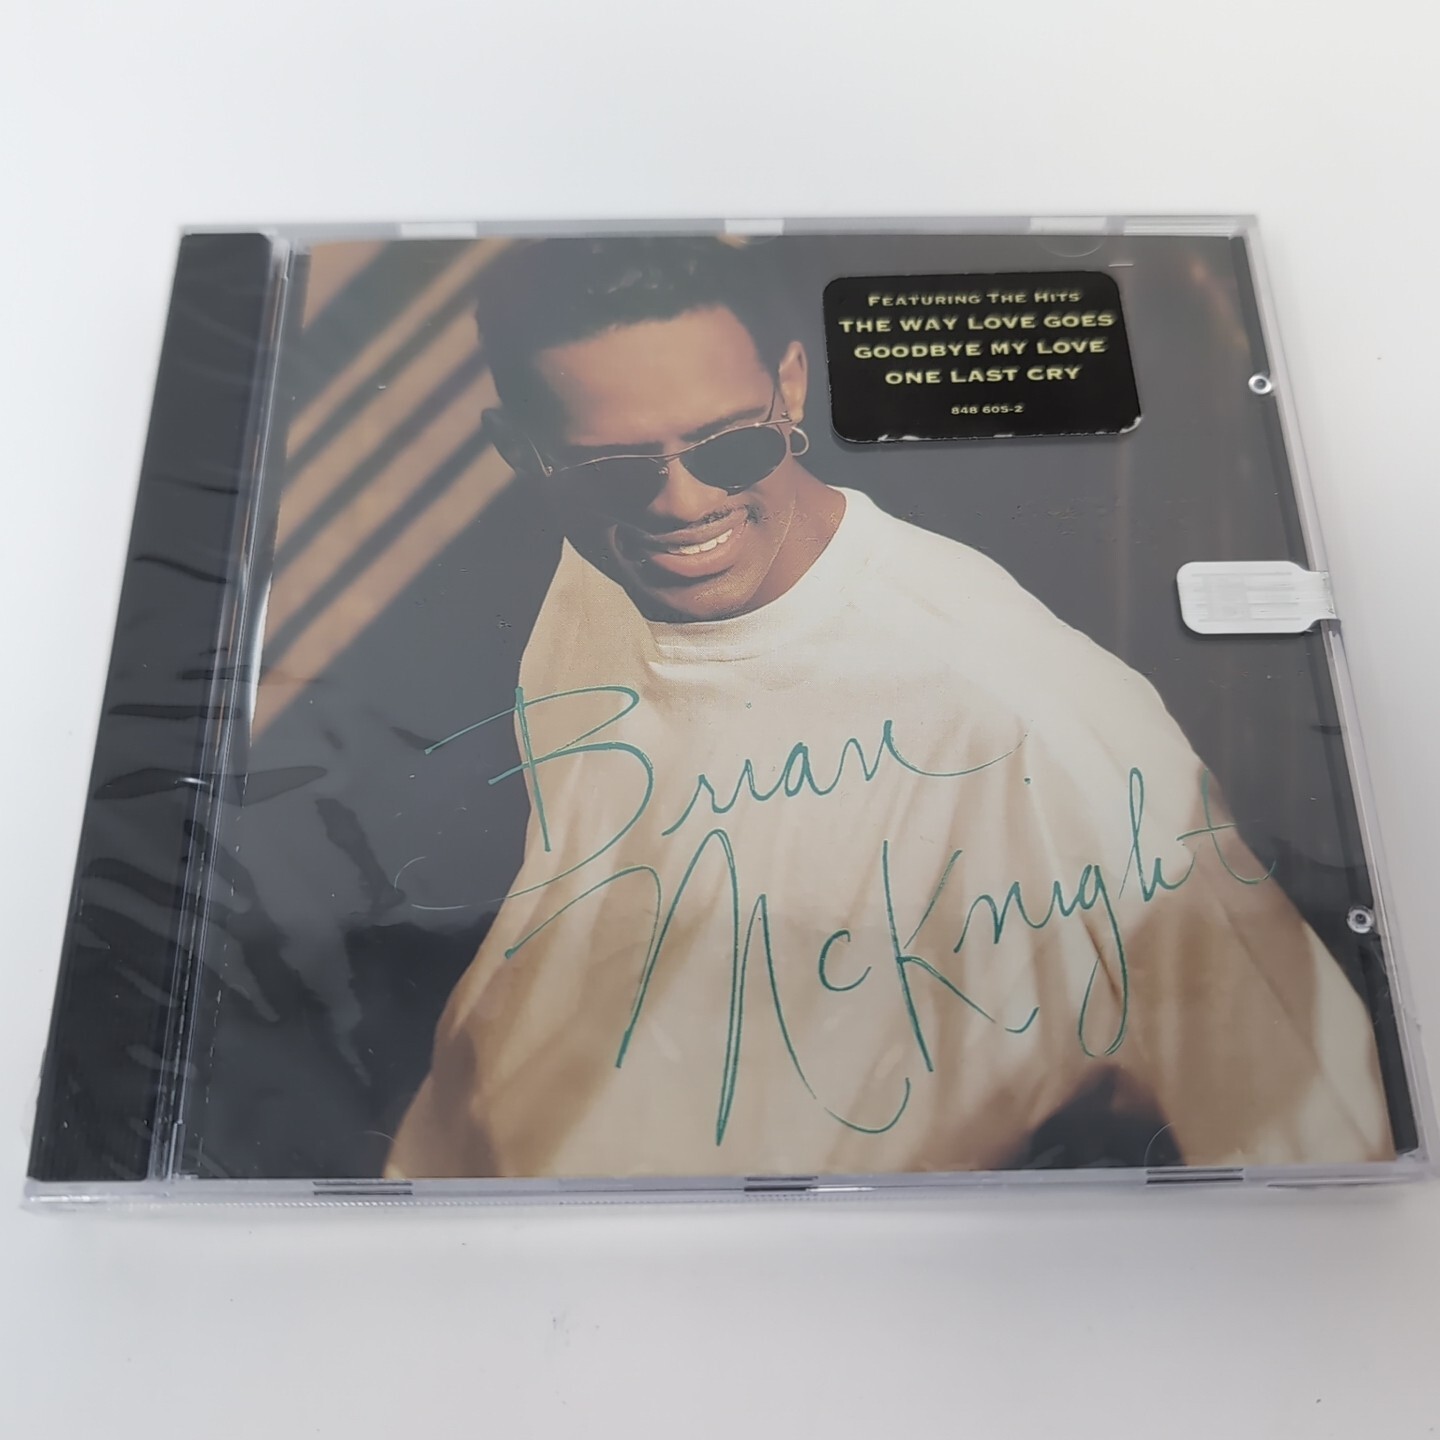 FEATURING THE HITS
THE WAY LOVE GOES
GOODBYE MY LOVE
ONE LAST CRY
848 605-2
Brian
McKnight